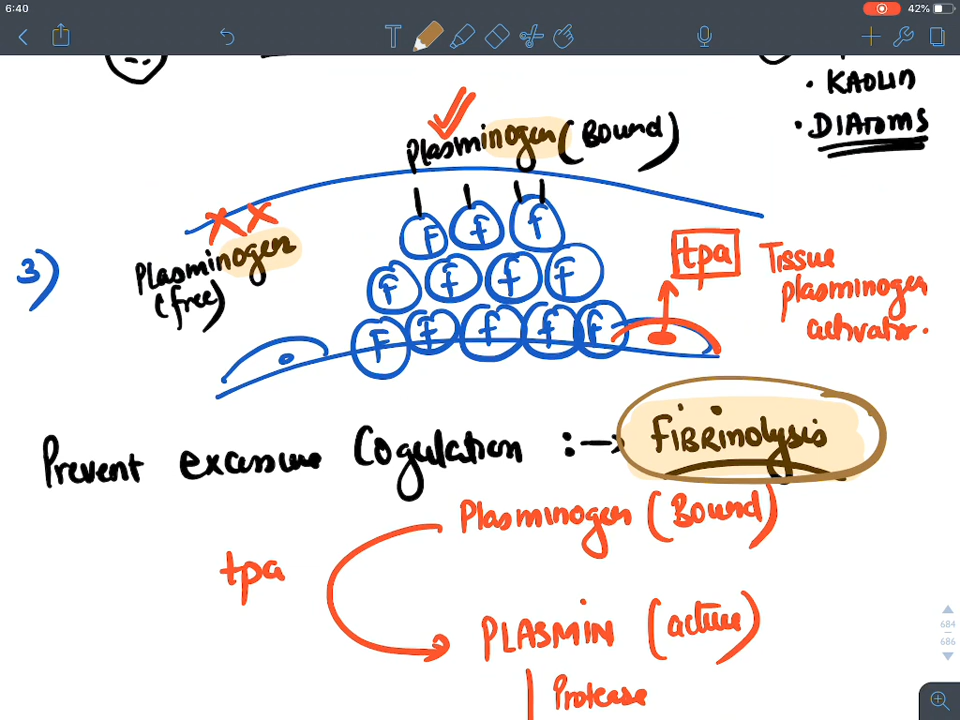 6:40
42%
T
• KAOLIN
• DIATOMS
Plasminogen (Bound)
3)
Plasminogen
(free)
F f f
F f f F
F f f f f
tpa
Tissue
plasminogen
activator.
Prevent excessive Cogulation :→ FIBRINOlysis
Plasminogen (Bound)
tpa
PLASMIN (active)
Protease
684
686